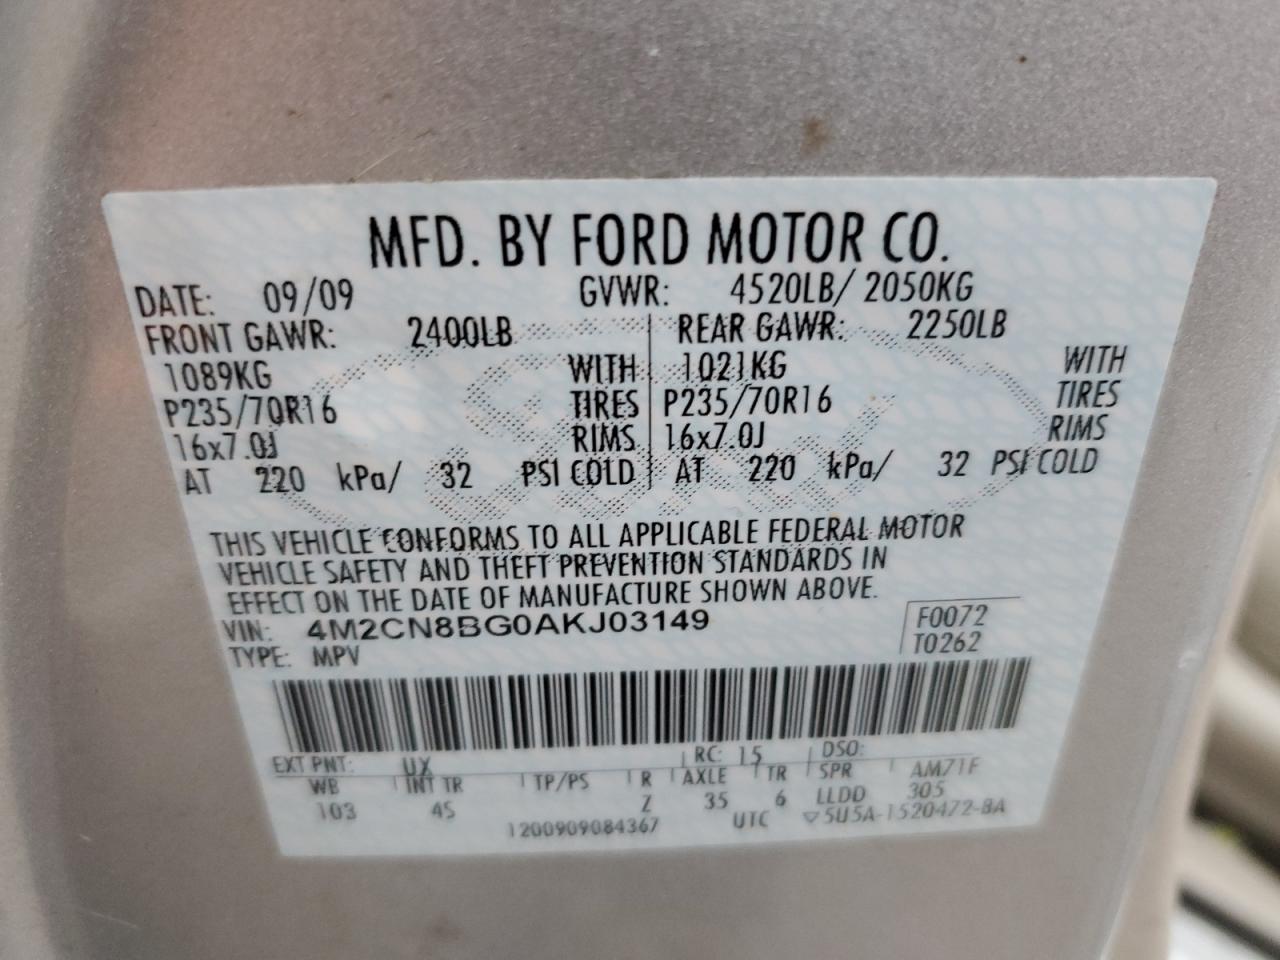 MFD. BY FORD MOTOR CO.
DATE: 09/09 GVWR: 4520LB/ 2050KG
FRONT GAWR: 2400LB REAR GAWR: 2250LB
1089KG WITH 1021KG WITH
P235/70R16 TIRES P235/70R16 TIRES
16x7.0J RIMS 16x7.0J RIMS
AT 220 kPa/ 32 PSI COLD AT 220 kPa/ 32 PSI COLD
THIS VEHICLE CONFORMS TO ALL APPLICABLE FEDERAL MOTOR
VEHICLE SAFETY AND THEFT PREVENTION STANDARDS IN
EFFECT ON THE DATE OF MANUFACTURE SHOWN ABOVE.
VIN: 4M2CN8BG0AKJ03149 F0072
TYPE: MPV T0262
EXT PNT: UX RC: 15 DSO:
WB INT TR TP/PS R AXLE TR SPR AM71F
103 45 Z 35 6 LLDD 305
1200909084367 UTC ▽5U5A-1520472-BA